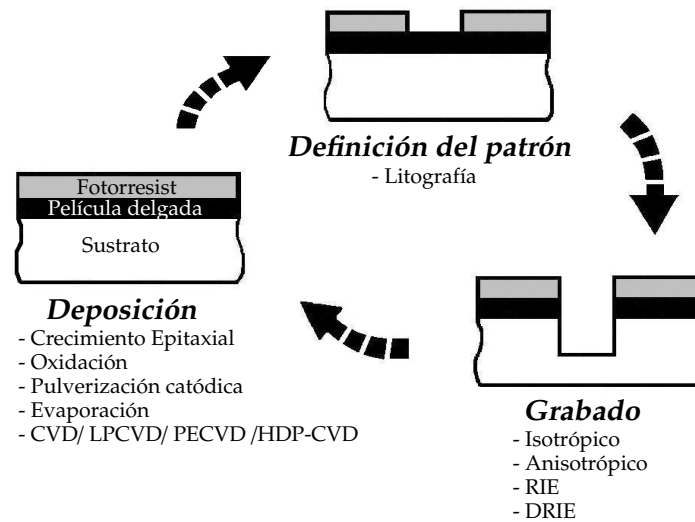 Definición del patrón
- Litografía
Fotorresist
Película delgada
Sustrato
Deposición
- Crecimiento Epitaxial
- Oxidación
- Pulverización catódica
- Evaporación
- CVD/ LPCVD/ PECVD /HDP-CVD
Grabado
- Isotrópico
- Anisotrópico
- RIE
- DRIE